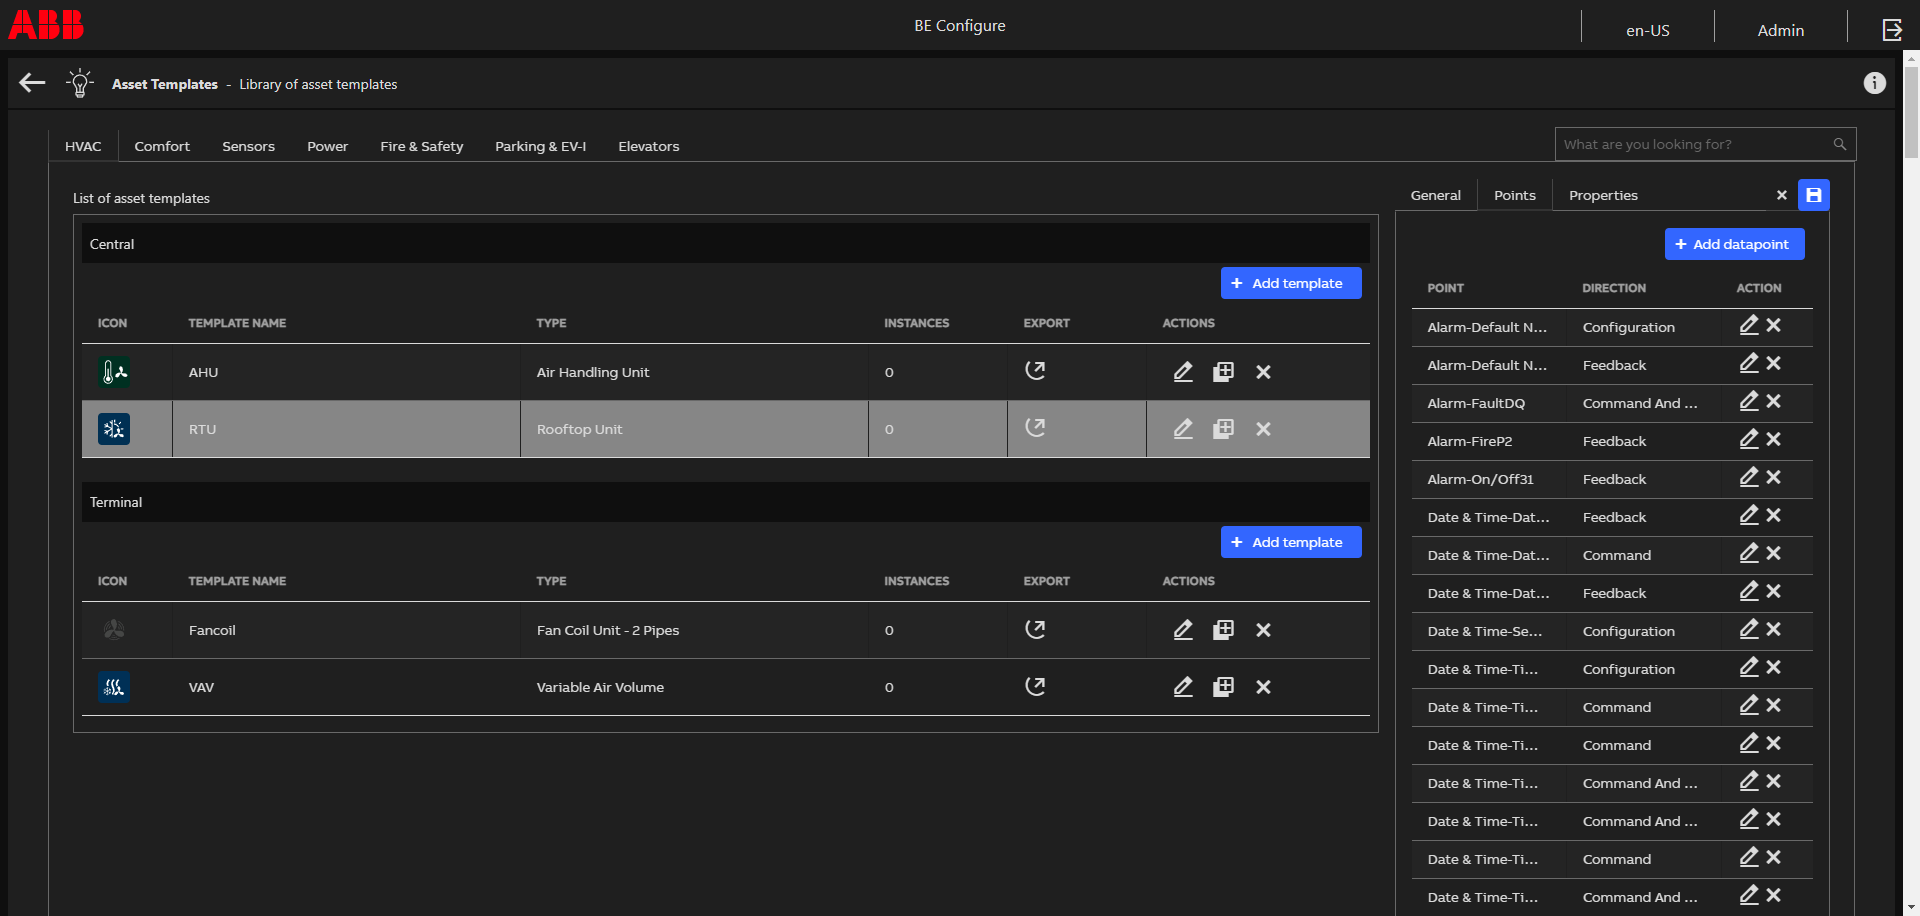 ABB
BE Configure
en-US
Admin
Asset Templates - Library of asset templates
HVAC Comfort Sensors Power Fire & Safety Parking & EV-I Elevators
What are you looking for?
List of asset templates
Central
+ Add template
ICON TEMPLATE NAME TYPE INSTANCES EXPORT ACTIONS
AHU Air Handling Unit 0
RTU Rooftop Unit 0
Terminal
+ Add template
ICON TEMPLATE NAME TYPE INSTANCES EXPORT ACTIONS
Fancoil Fan Coil Unit - 2 Pipes 0
VAV Variable Air Volume 0
General Points Properties
+ Add datapoint
POINT DIRECTION ACTION
Alarm-Default N... Configuration
Alarm-Default N... Feedback
Alarm-FaultDQ Command And ...
Alarm-FireP2 Feedback
Alarm-On/Off31 Feedback
Date & Time-Dat... Feedback
Date & Time-Dat... Command
Date & Time-Dat... Feedback
Date & Time-Se... Configuration
Date & Time-Ti... Configuration
Date & Time-Ti... Command
Date & Time-Ti... Command
Date & Time-Ti... Command And ...
Date & Time-Ti... Command And ...
Date & Time-Ti... Command
Date & Time-Ti... Command And ...